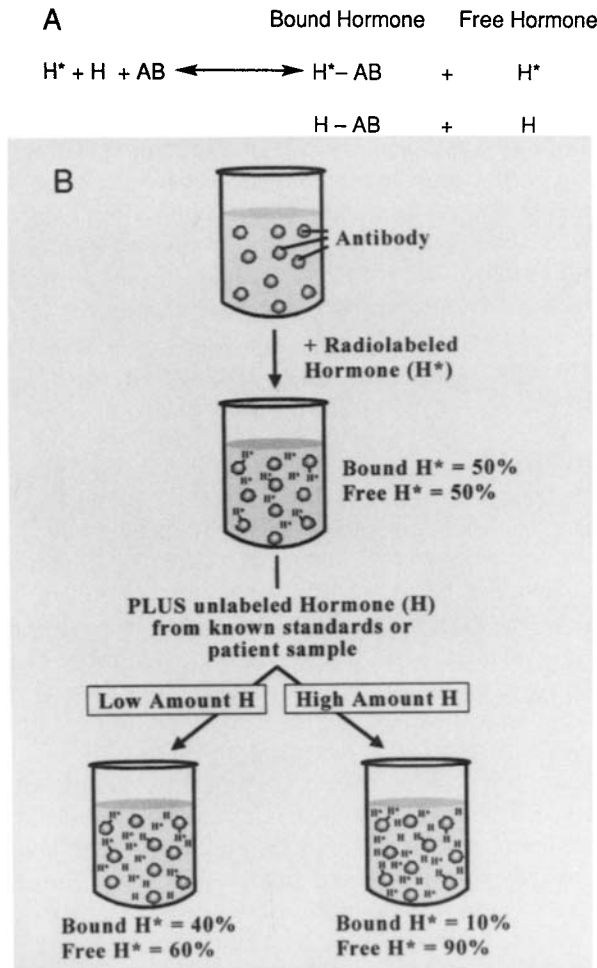 A
Bound Hormone Free Hormone
H* + H + AB H* – AB + H*
H – AB + H
B
Antibody
+ Radiolabeled
Hormone (H*)
H* H* H* H* H* H* H* H* H* H*
Bound H* = 50%
Free H* = 50%
PLUS unlabeled Hormone (H)
from known standards or
patient sample
Low Amount H High Amount H
Bound H* = 40%
Free H* = 60%
Bound H* = 10%
Free H* = 90%